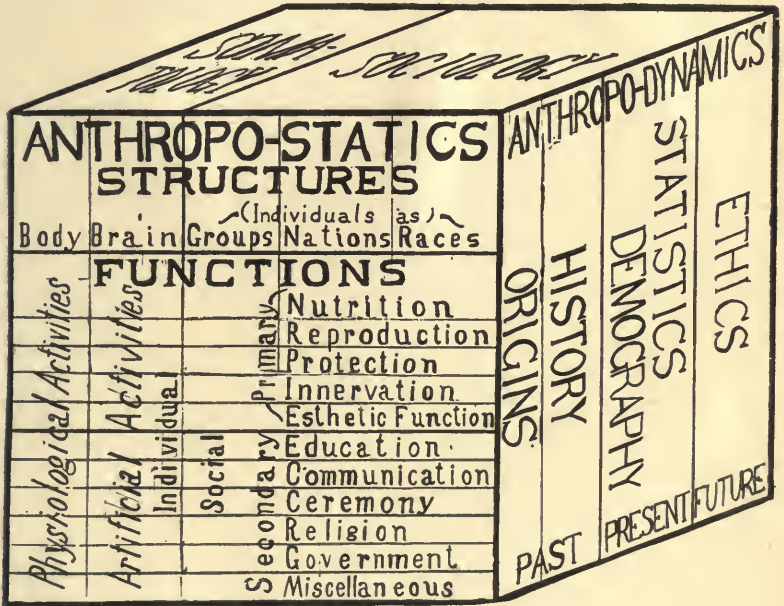 SOMA-
TOLOGY
SOCIOLOGY
ANTHROPO-STATICS
STRUCTURES
(Individuals as)
Body Brain Groups Nations Races
FUNCTIONS
Physiological Activities
Artificial Activities
Individual
Social
Primary
Nutrition
Reproduction
Protection
Innervation
Esthetic Function
Secondary
Education
Communication
Ceremony
Religion
Government
Miscellaneous
ANTHROPO-DYNAMICS
ORIGINS
HISTORY
DEMOGRAPHY
STATISTICS
ETHICS
PAST
PRESENT
FUTURE